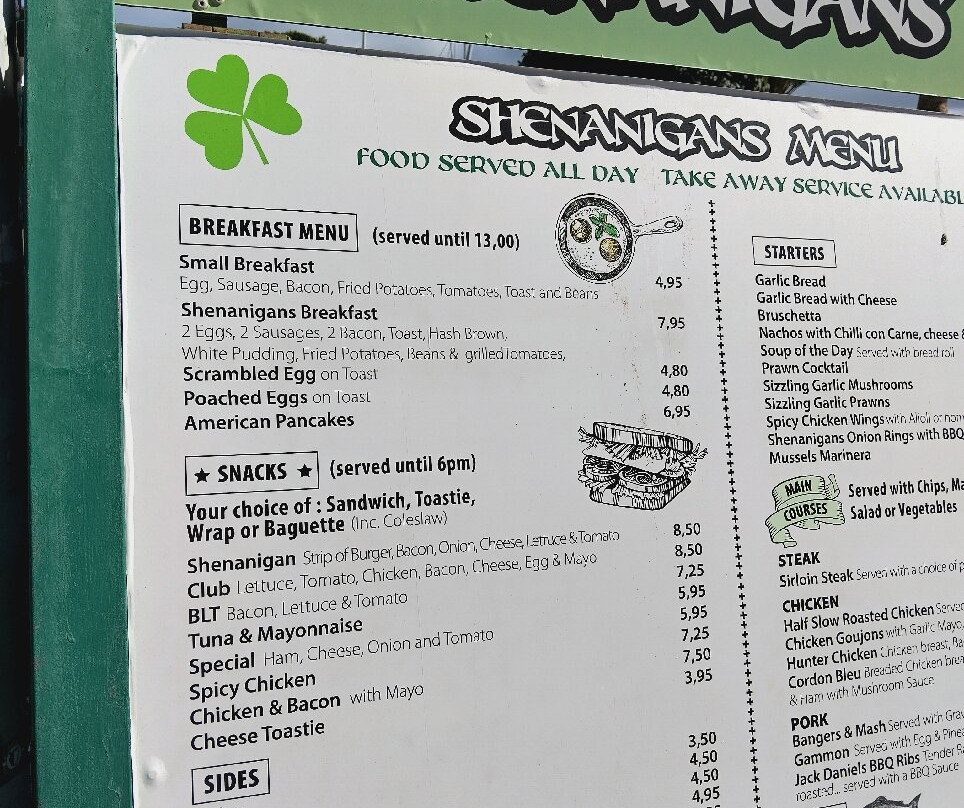 SHENANIGANS MENU
FOOD SERVED ALL DAY TAKE AWAY SERVICE
BREAKFAST MENU (served until 13,00)
Small Breakfast
Egg, Sausage, Bacon, Fried Potatoes, Tomatoes, Toast and Beans 4,95
Shenanigans Breakfast
2 Eggs, 2 Sausages, 2 Bacon, Toast, Hash Brown, 7,95
White Pudding, Fried Potatoes, Beans & grilled Tomatoes,
Scrambled Egg on Toast 4,80
Poached Eggs on Toast 4,80
American Pancakes 6,95
★ SNACKS ★ (served until 6pm)
Your choice of : Sandwich, Toastie,
Wrap or Baguette (Inc. Coleslaw)
Shenanigan Strip of Burger, Bacon, Onion, Cheese, Letruce & Tomato 8,50
Club Lettuce, Tomato, Chicken, Bacon, Cheese, Egg & Mayo 8,50
BLT Bacon, Lettuce & Tomato 7,25
Tuna & Mayonnaise 5,95
Special Ham, Cheese, Onion and Tomato 5,95
Spicy Chicken 7,25
Chicken & Bacon with Mayo 7,50
Cheese Toastie 3,95
SIDES
3,50
4,50
4,50
4,95
STARTERS
Garlic Bread
Garlic Bread with Cheese
Bruschetta
Nachos with Chilli con Carne, cheese
Soup of the Day Served with bread roll
Prawn Cocktail
Sizzling Garlic Mushrooms
Sizzling Garlic Prawns
Spicy Chicken Wings with Alioli or
Shenanigans Onion Rings with BBQ
Mussels Marinera
MAIN
COURSES
Served with Chips,
Salad or Vegetables
STEAK
Sirloin Steak Served with a choice of
CHICKEN
Half Slow Roasted Chicken
Chicken Goujons with Garlic Mayo,
Hunter Chicken Chicken breast,
Cordon Bleu Breaded Chicken
& Ham with Mushroom Sauce
PORK
Bangers & Mash Served with
Gammon Served with Egg &
Jack Daniels BBQ Ribs Tender
roasted... served with a BBQ Sauce